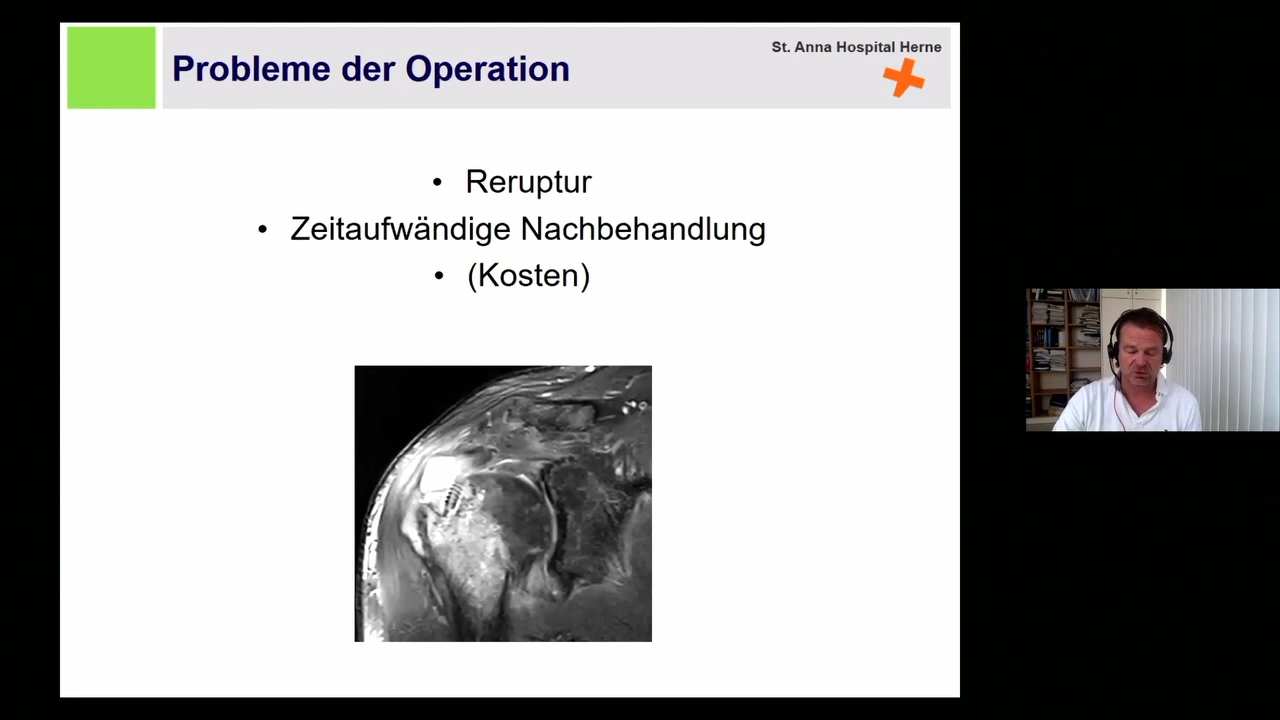 Probleme der Operation
St. Anna Hospital Herne
• Reruptur
• Zeitaufwändige Nachbehandlung
• (Kosten)